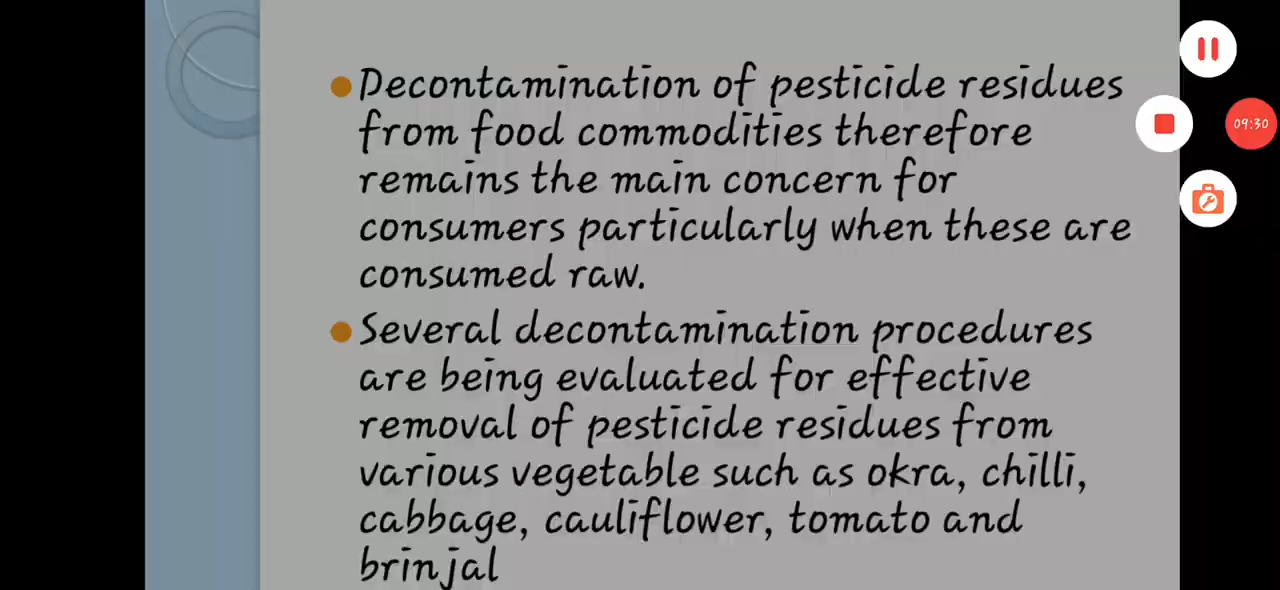 Decontamination of pesticide residues
from food commodities therefore
remains the main concern for
consumers particularly when these are
consumed raw.
Several decontamination procedures
are being evaluated for effective
removal of pesticide residues from
various vegetable such as okra, chilli,
cabbage, cauliflower, tomato and
brinjal
09:30